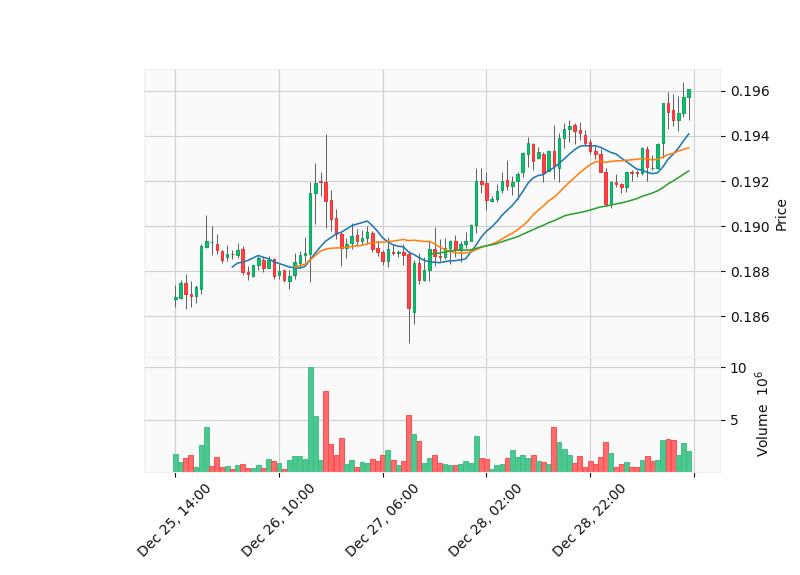 0.196
0.194
0.192
0.190
0.188
0.186
Price
10
5
Volume 10^6
Dec 25, 14:00
Dec 26, 10:00
Dec 27, 06:00
Dec 28, 02:00
Dec 28, 22:00